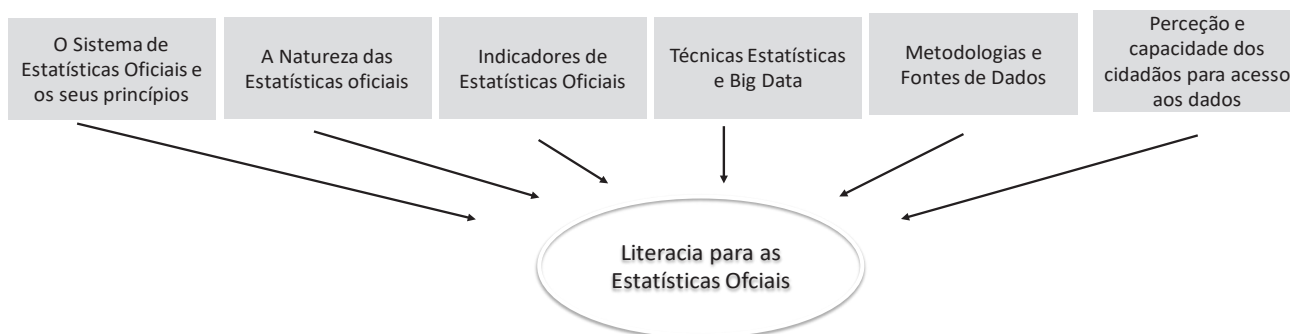 O Sistema de
Estatísticas Oficiais e
os seus princípios
A Natureza das
Estatísticas oficiais
Indicadores de
Estatísticas Oficiais
Técnicas Estatísticas
e Big Data
Metodologias e
Fontes de Dados
Perceção e
capacidade dos
cidadãos para acesso
aos dados
Literacia para as
Estatísticas Ofciais